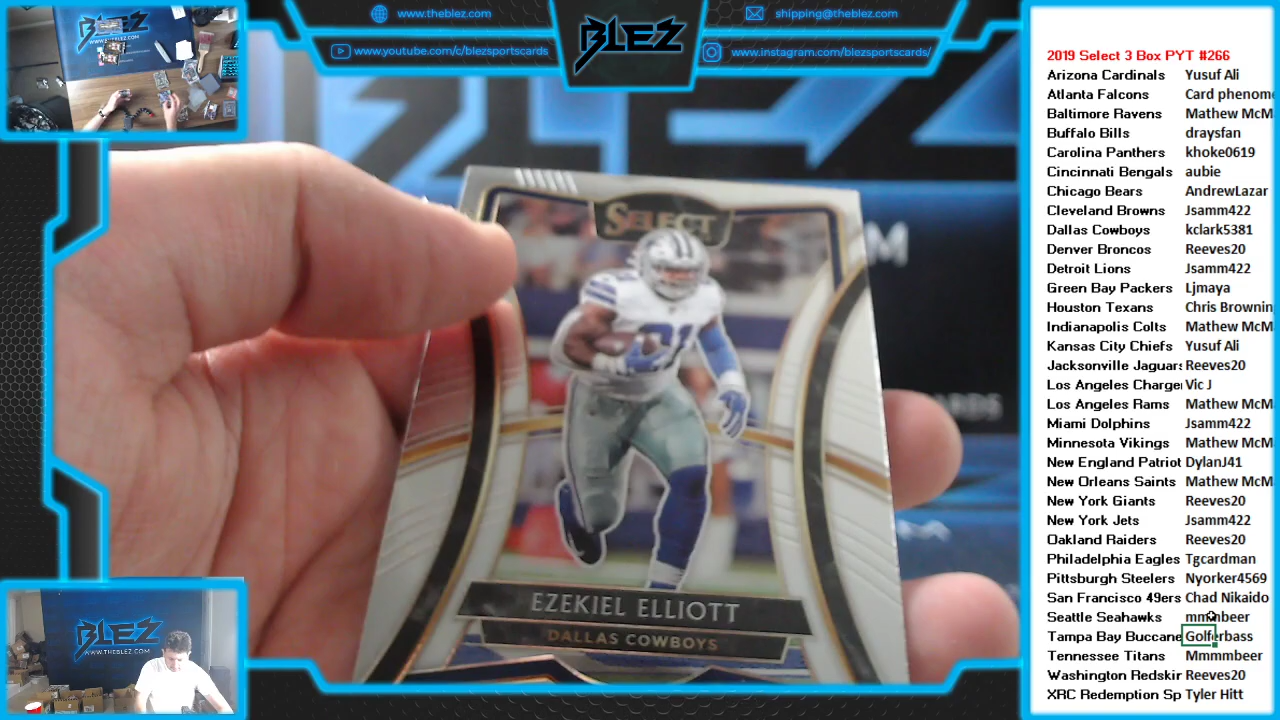 www.theblez.com
www.youtube.com/c/blezsportscards
BLEZ
shipping@theblez.com
www.instagram.com/blezsportscards/
BLEZ
WWW.THEBLEZ.COM
SELECT
21
EZEKIEL ELLIOTT
DALLAS COWBOYS
M
ARDS
BLEZ
WWW.THEBLEZ.COM
2019 Select 3 Box PYT #266
Arizona Cardinals Yusuf Ali
Atlanta Falcons Card phenom
Baltimore Ravens Mathew McM
Buffalo Bills draysfan
Carolina Panthers khoke0619
Cincinnati Bengals aubie
Chicago Bears AndrewLazar
Cleveland Browns Jsamm422
Dallas Cowboys kclark5381
Denver Broncos Reeves20
Detroit Lions Jsamm422
Green Bay Packers Ljmaya
Houston Texans Chris Brownin
Indianapolis Colts Mathew McM
Kansas City Chiefs Yusuf Ali
Jacksonville Jaguar Reeves20
Los Angeles Charge Vic J
Los Angeles Rams Mathew McM
Miami Dolphins Jsamm422
Minnesota Vikings Mathew McM
New England Patriot DylanJ41
New Orleans Saints Mathew McM
New York Giants Reeves20
New York Jets Jsamm422
Oakland Raiders Reeves20
Philadelphia Eagles Tgcardman
Pittsburgh Steelers Nyorker4569
San Francisco 49ers Chad Nikaido
Seattle Seahawks mmmbeer
Tampa Bay Buccane Golferbass
Tennessee Titans Mmmmbeer
Washington Redskir Reeves20
XRC Redemption Sp Tyler Hitt